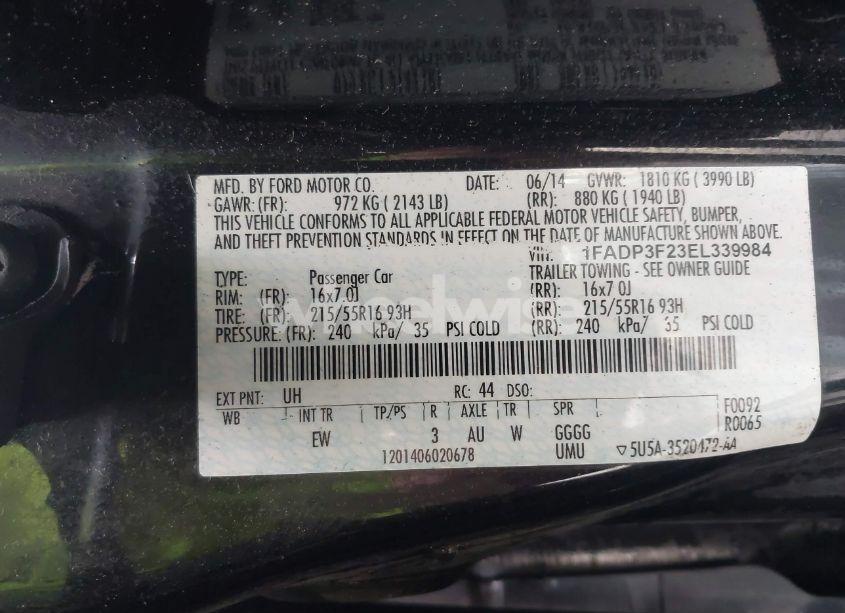 MFD. BY FORD MOTOR CO. DATE: 06/14 GVWR: 1810 KG ( 3990 LB)
GAWR: (FR): 972 KG ( 2143 LB) (RR): 880 KG ( 1940 LB)
THIS VEHICLE CONFORMS TO ALL APPLICABLE FEDERAL MOTOR VEHICLE SAFETY, BUMPER,
AND THEFT PREVENTION STANDARDS IN EFFECT ON THE DATE OF MANUFACTURE SHOWN ABOVE.
VIN: 1FADP3F23EL339984
TYPE: Passenger Car TRAILER TOWING - SEE OWNER GUIDE
RIM: (FR): 16x7.0J (RR): 16x7.0J
TIRE: (FR): 215/55R16 93H (RR): 215/55R16 93H
PRESSURE: (FR): 240 kPa/ 35 PSI COLD (RR): 240 kPa/ 35 PSI COLD
EXT PNT: UH RC: 44 DSO:
WB INT TR TP/PS R AXLE TR SPR F0092
EW 3 AU W GGGG R0065
1201406020678 UMU ▽5U5A-3520472-AA